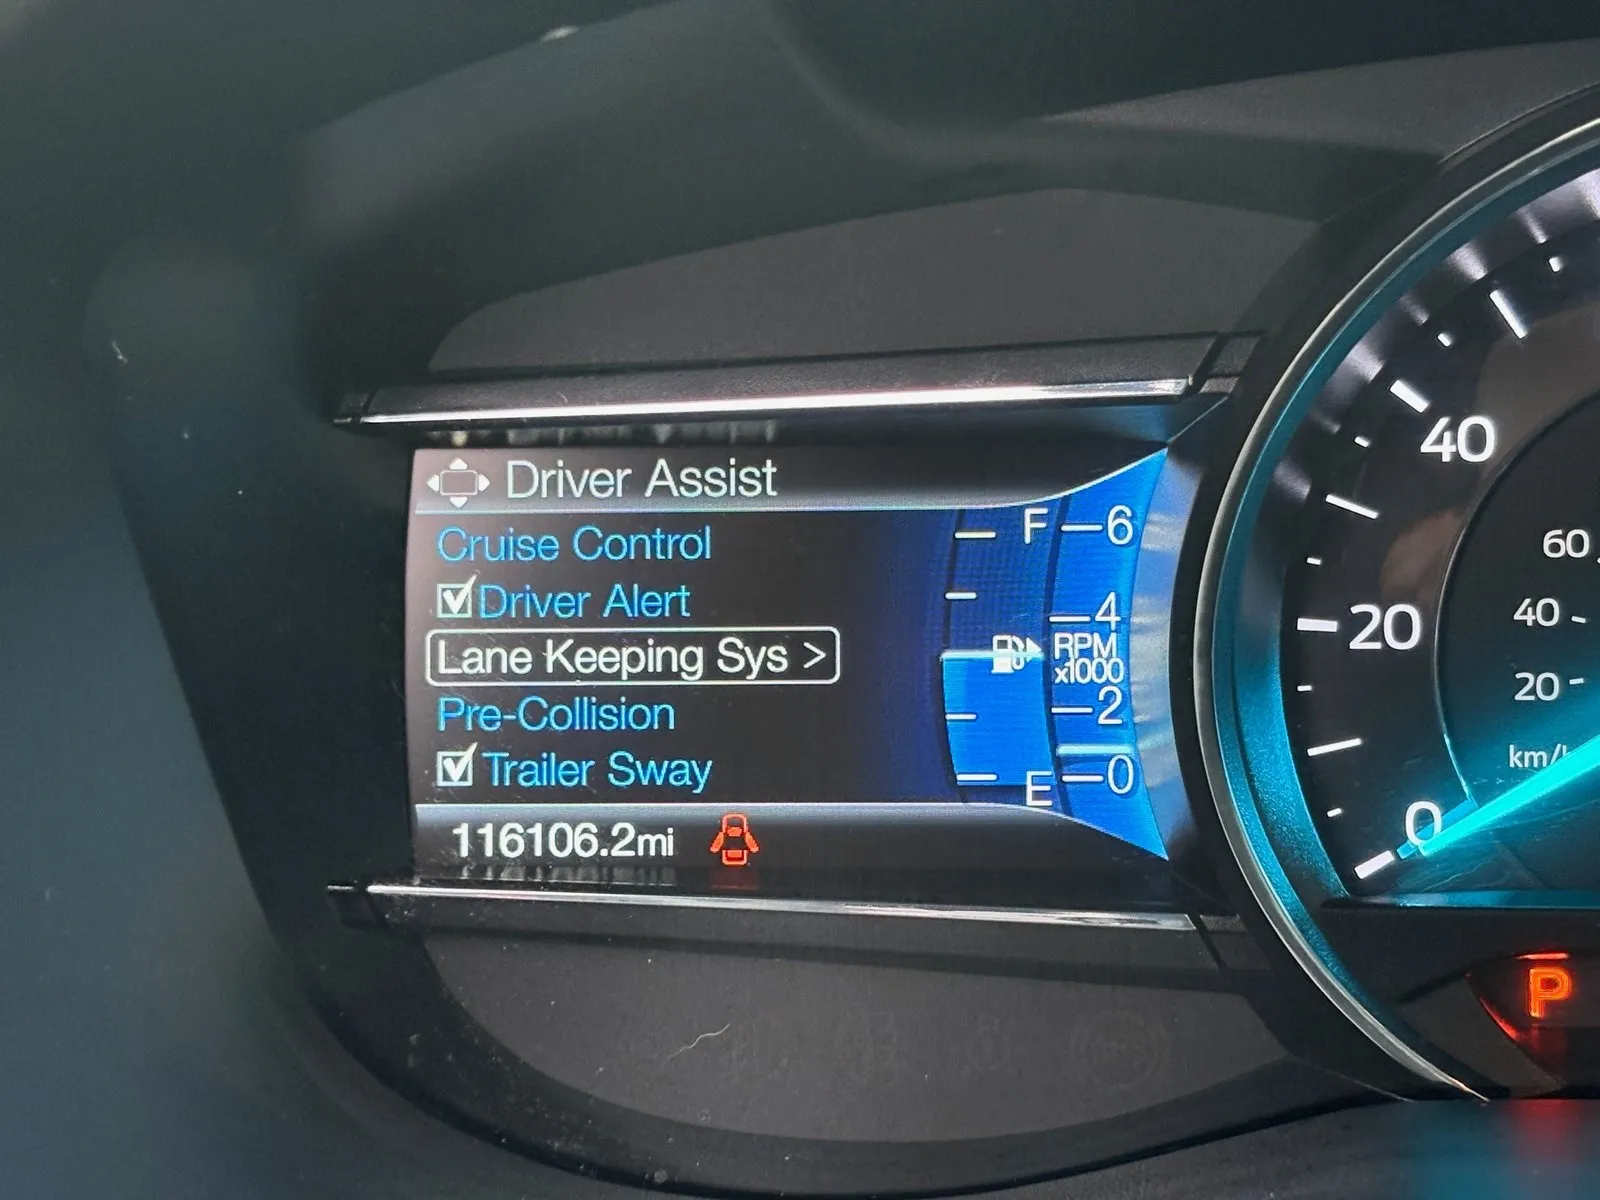 Driver Assist
Cruise Control
Driver Alert
Lane Keeping Sys >
Pre-Collision
Trailer Sway
116106.2mi
F
E
6
4
RPM
x1000
2
0
40
20
0
60
40
20
km/
P